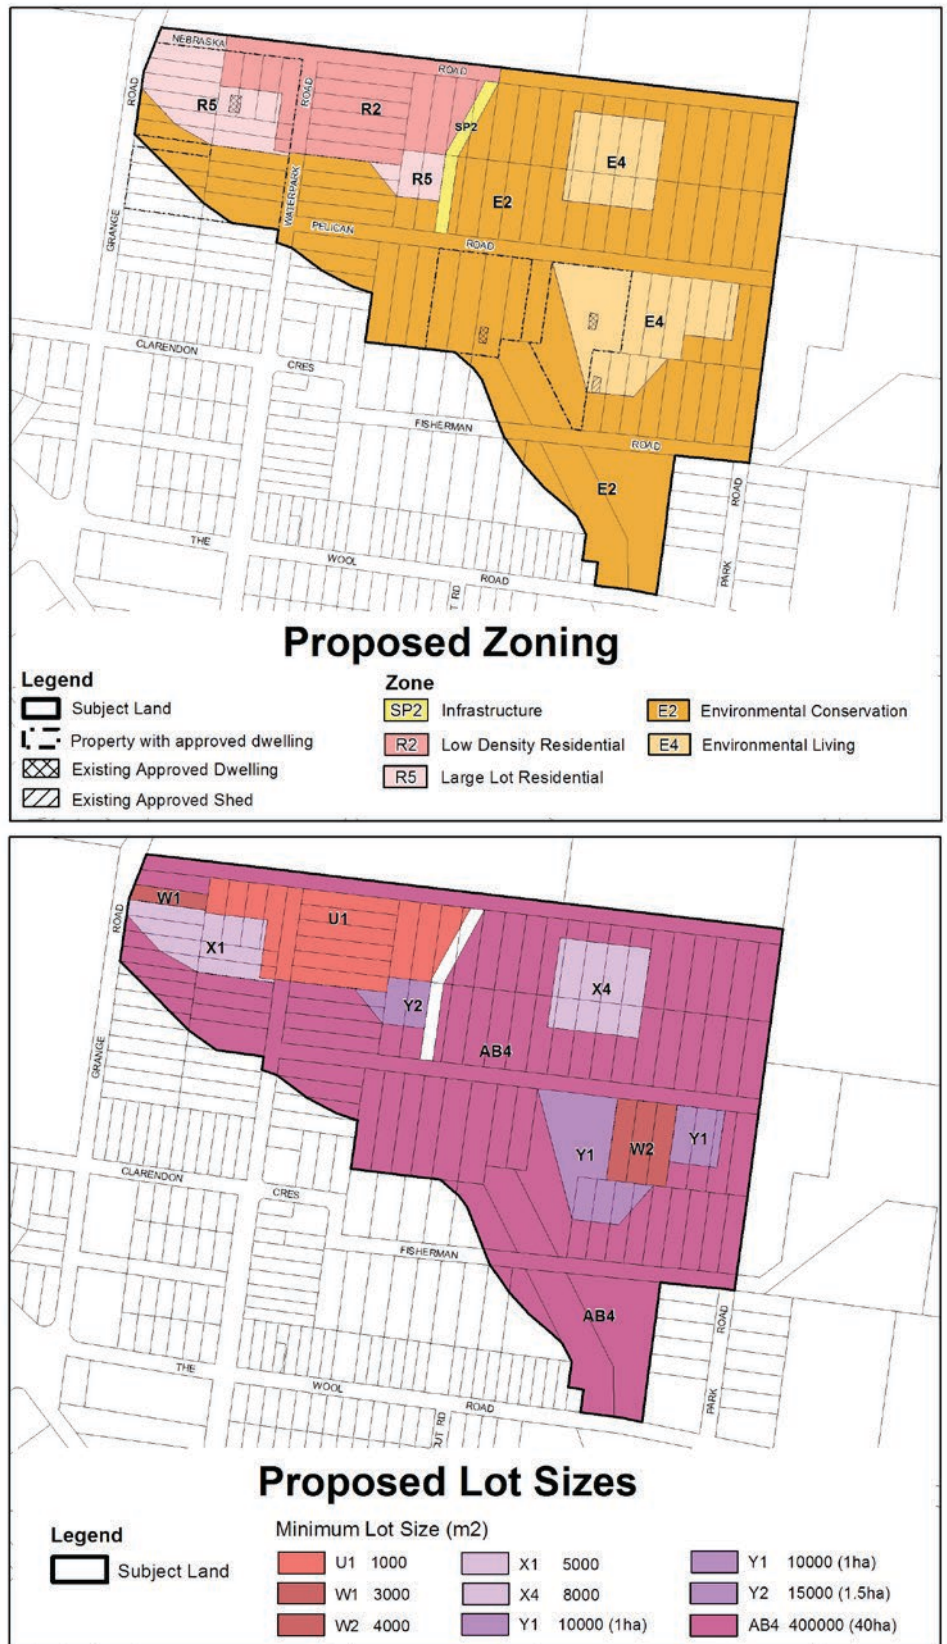 NEBRASKA
ROAD
ROAD
ROAD
R5
R2
SP2
E4
R5
E2
WATERPARK
GRANGE
PELICAN
ROAD
E4
CLARENDON
CRES
FISHERMAN
ROAD
E2
ROAD
THE
WOOL
ROAD
PARK
T RD
Proposed Zoning
Legend
Subject Land
Property with approved dwelling
Existing Approved Dwelling
Existing Approved Shed
Zone
SP2 Infrastructure
R2 Low Density Residential
R5 Large Lot Residential
E2 Environmental Conservation
E4 Environmental Living
W1
U1
ROAD
X1
X4
Y2
AB4
GRANGE
Y1
W2
Y1
CLARENDON
CRES
FISHERMAN
AB4
ROAD
THE
WOOL
ROAD
PARK
UT RD
Proposed Lot Sizes
Legend
Subject Land
Minimum Lot Size (m2)
U1 1000
W1 3000
W2 4000
X1 5000
X4 8000
Y1 10000 (1ha)
Y1 10000 (1ha)
Y2 15000 (1.5ha)
AB4 400000 (40ha)